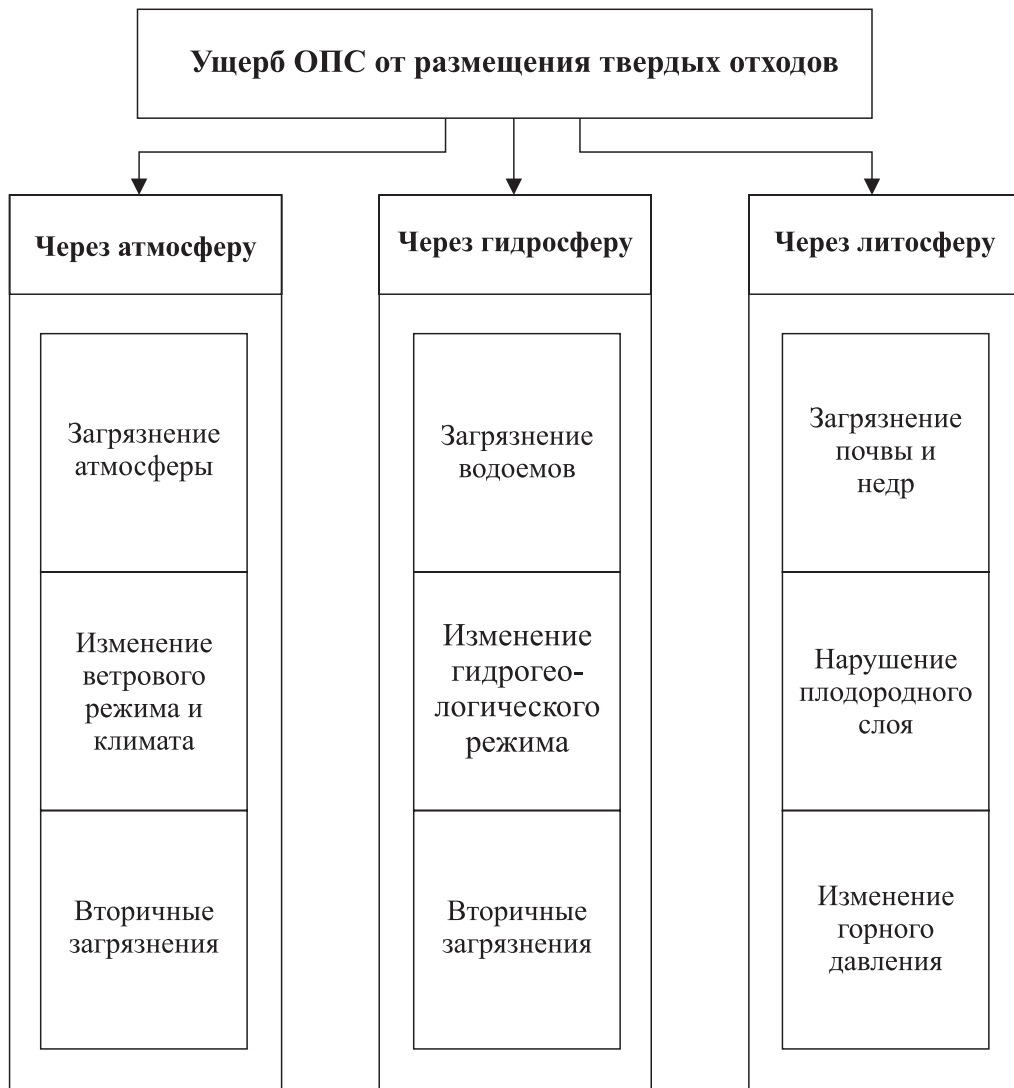 Ущерб ОПС от размещения твердых отходов
Через атмосферу
Загрязнение
атмосферы
Изменение
ветрового
режима и
климата
Вторичные
загрязнения
Через гидросферу
Загрязнение
водоемов
Изменение
гидрогео-
логического
режима
Вторичные
загрязнения
Через литосферу
Загрязнение
почвы и
недр
Нарушение
плодородного
слоя
Изменение
горного
давления